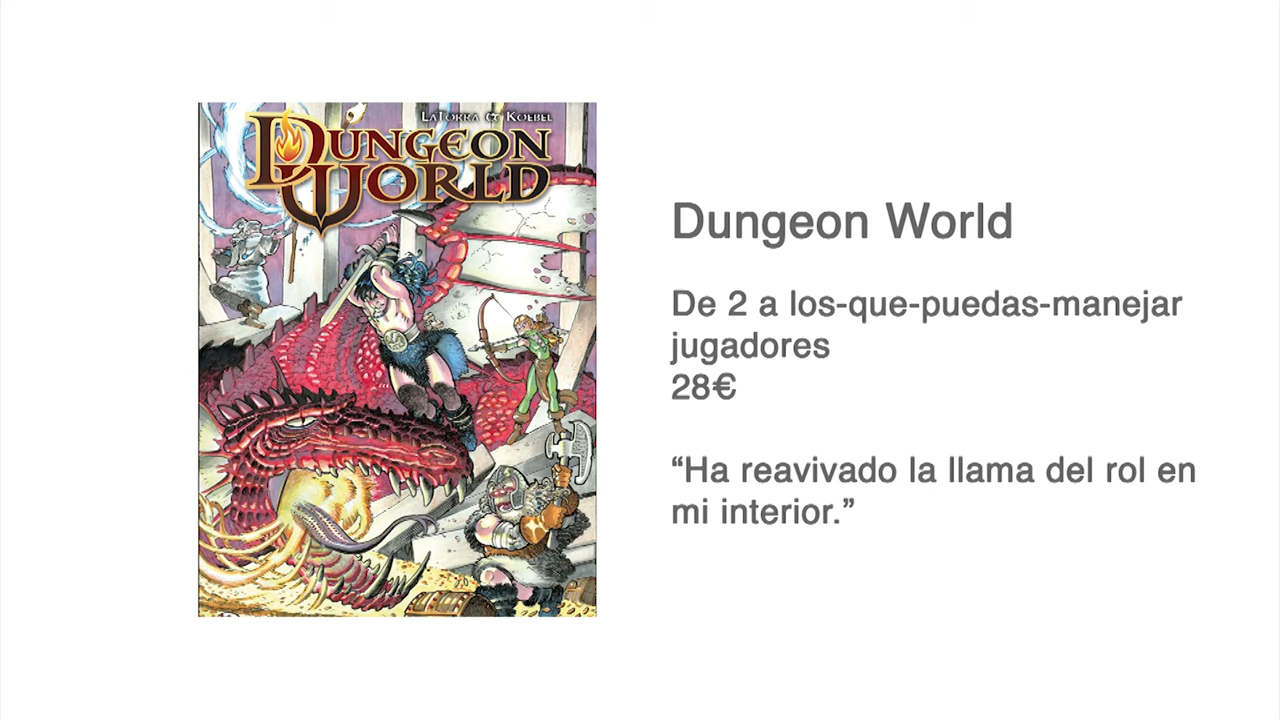 LaTorra & Koebel
Dungeon
World
Dungeon World
De 2 a los-que-puedas-manejar
jugadores
28€
“Ha reavivado la llama del rol en
mi interior.”